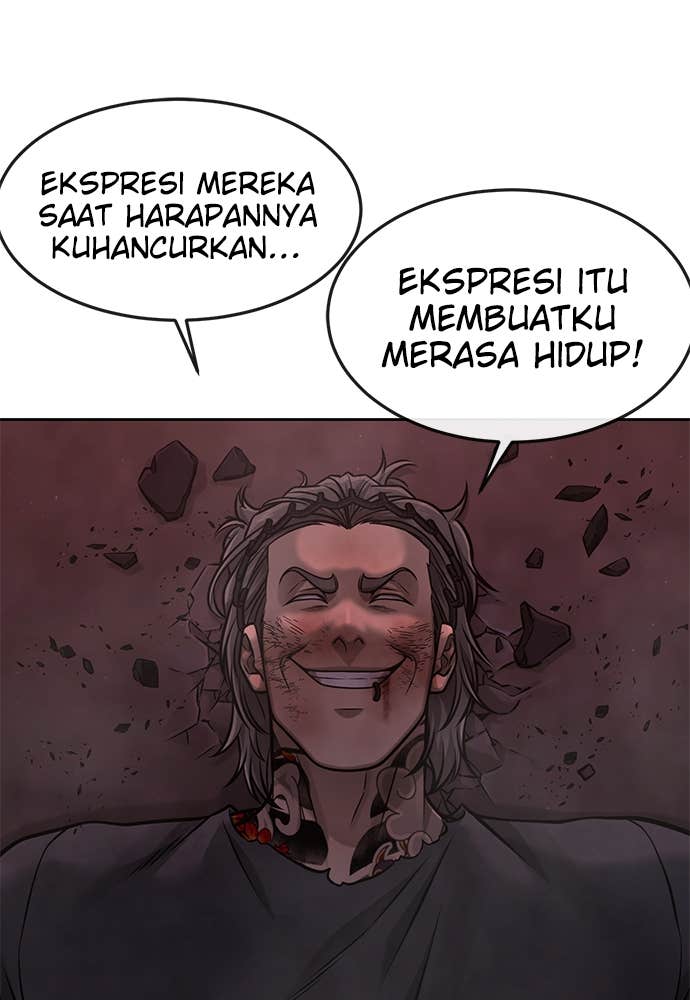 EKSPRESI MEREKA
SAAT HARAPANNYA
KUHANCURKAN...
EKSPRESI ITU
MEMBUATKU
MERASA HIDUP!